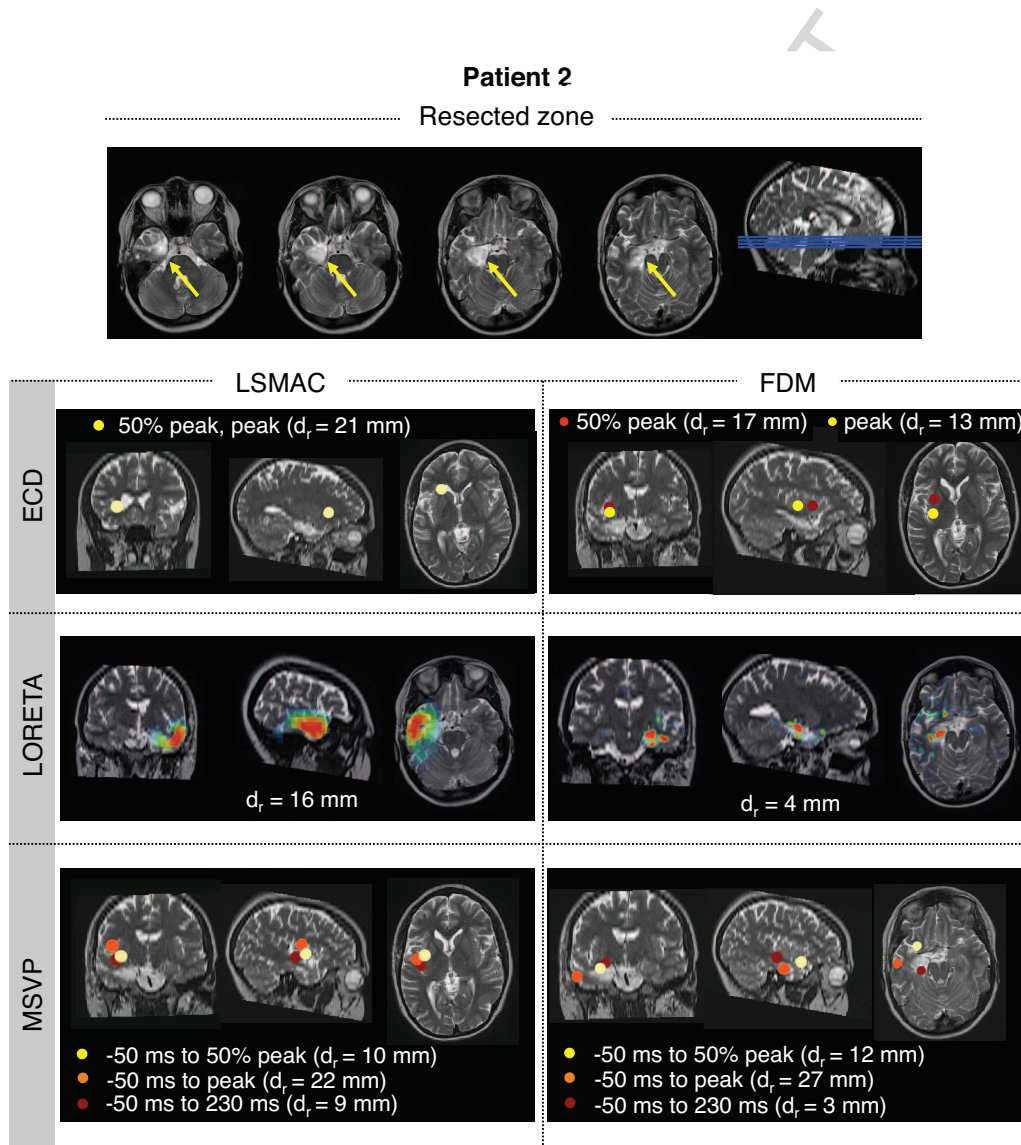 Patient 2
Resected zone
LSMAC
FDM
ECD
50% peak, peak (dr = 21 mm)
50% peak (dr = 17 mm)
peak (dr = 13 mm)
LORETA
dr = 16 mm
dr = 4 mm
MSVP
-50 ms to 50% peak (dr = 10 mm)
-50 ms to peak (dr = 22 mm)
-50 ms to 230 ms (dr = 9 mm)
-50 ms to 50% peak (dr = 12 mm)
-50 ms to peak (dr = 27 mm)
-50 ms to 230 ms (dr = 3 mm)